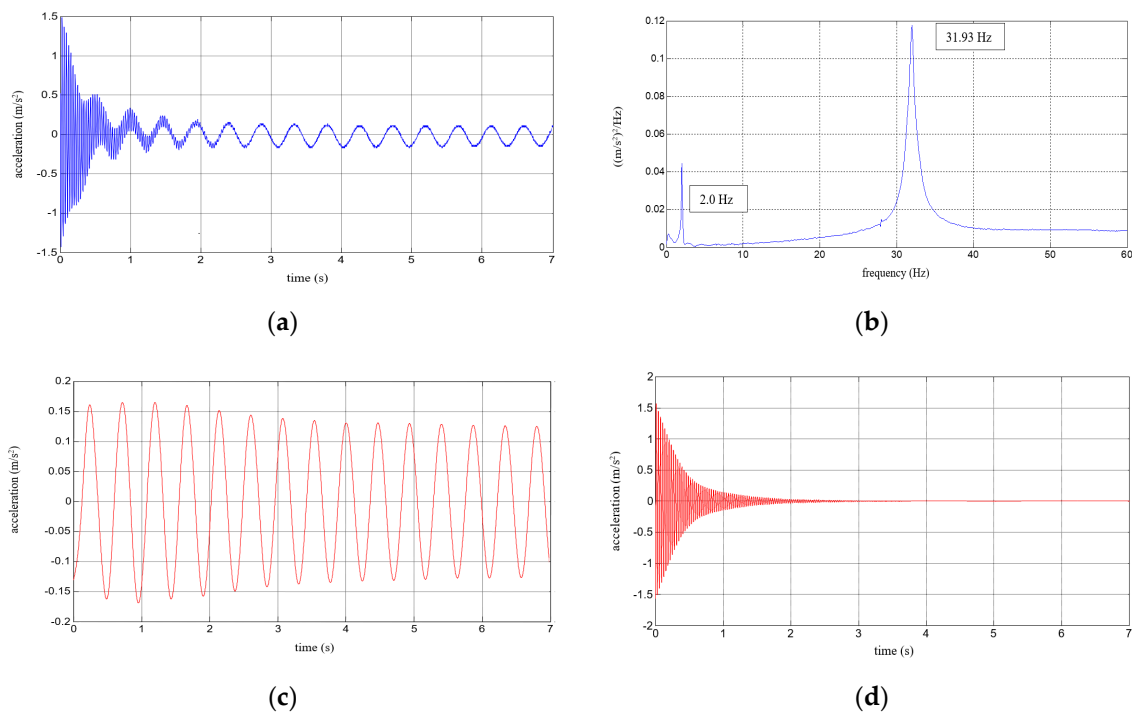 1.5
1
0.5
0
-0.5
-1
1.5
acceleration (m/s²)
0 1 2 3 4 5 6 7
time (s)
(a)
0.12
0.1
0.08
0.06
0.04
0.02
0
((m/s²)²/Hz)
31.93 Hz
2.0 Hz
0 10 20 30 40 50 60
frequency (Hz)
(b)
0.2
0.15
0.1
0.05
0
-0.05
-0.1
-0.15
-0.2
acceleration (m/s²)
0 1 2 3 4 5 6 7
time (s)
(c)
2
1.5
1
0.5
0
-0.5
-1
-1.5
-2
acceleration (m/s²)
0 1 2 3 4 5 6 7
time (s)
(d)